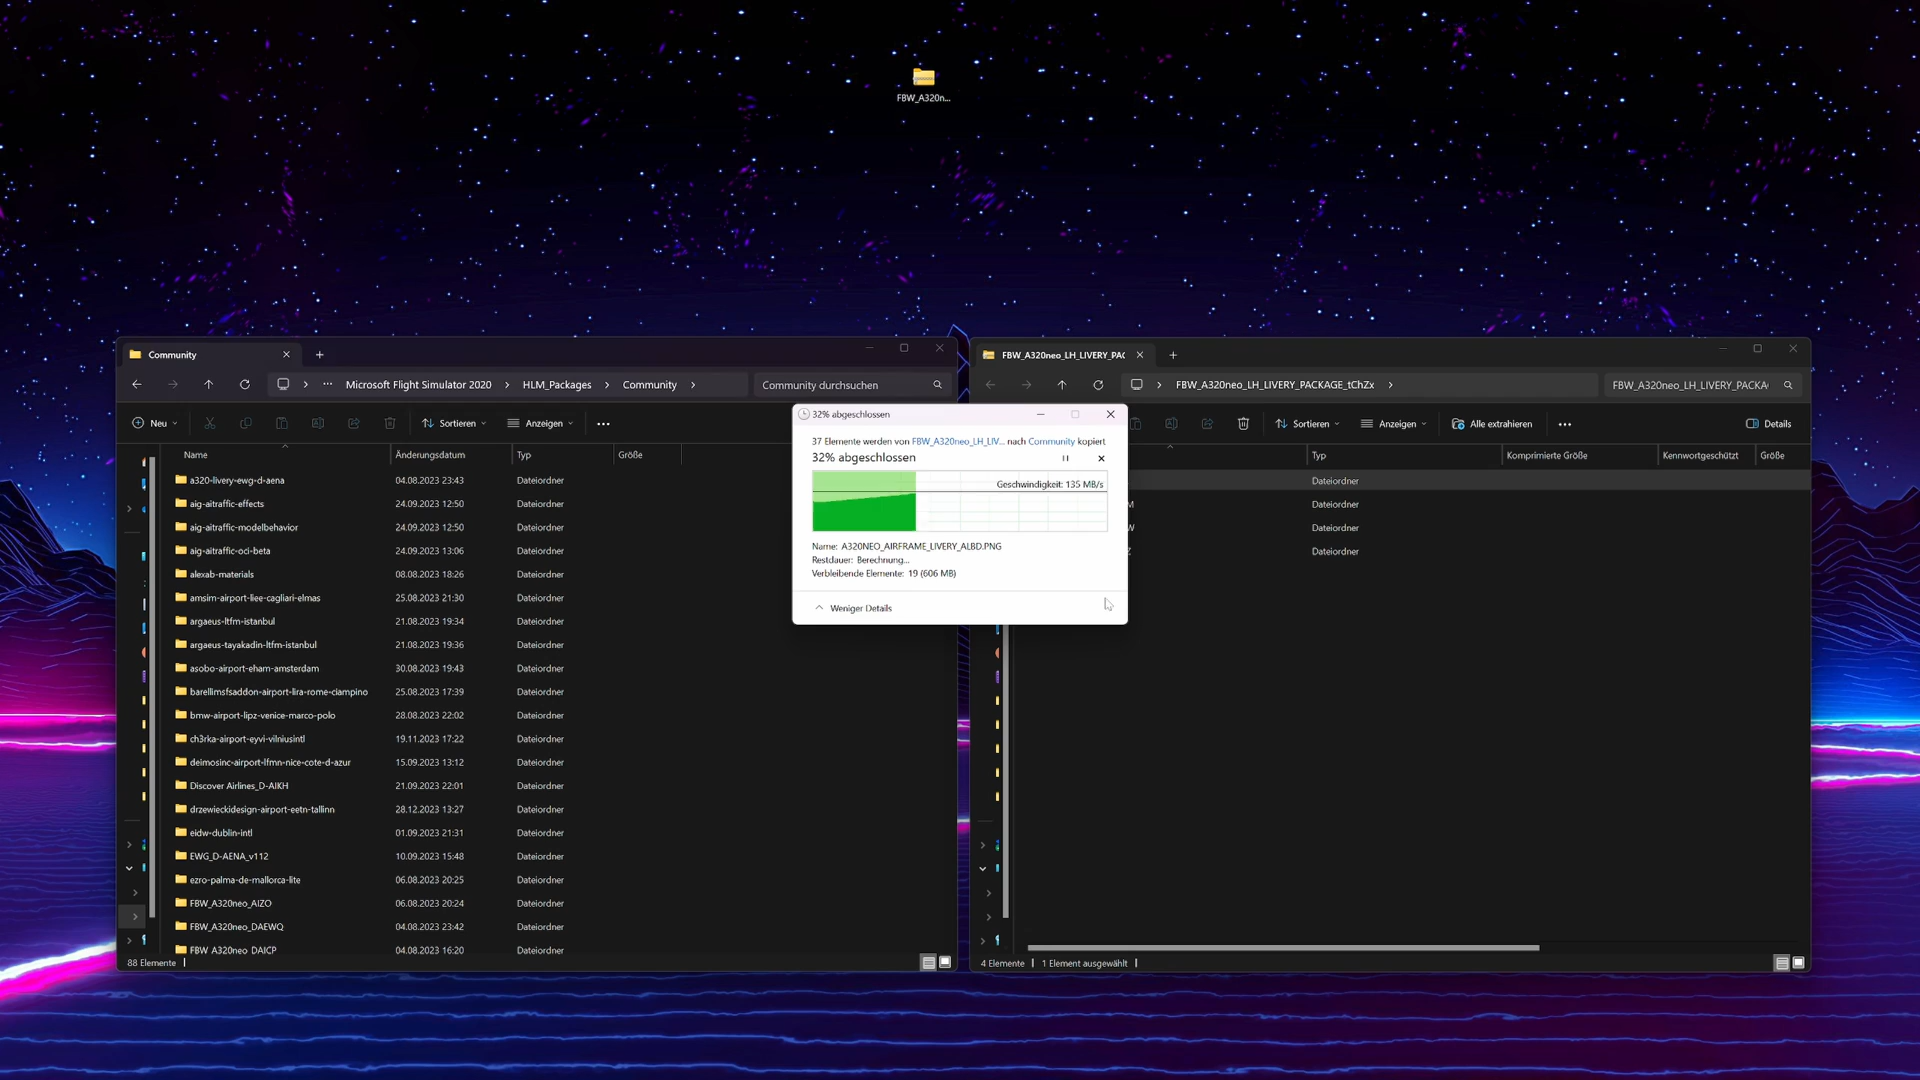 FBW_A320n...
Community
Microsoft Flight Simulator 2020 HLM_Packages Community
Community durchsuchen
Neu Sortieren Anzeigen
Name Änderungsdatum Typ Größe
a320-livery-ewg-d-aena 04.08.2023 23:43 Dateiordner
aig-aitraffic-effects 24.09.2023 12:50 Dateiordner
aig-aitraffic-modelbehavior 24.09.2023 12:50 Dateiordner
aig-aitraffic-oci-beta 24.09.2023 13:06 Dateiordner
alexab-materials 08.08.2023 18:26 Dateiordner
amsim-airport-liee-cagliari-elmas 25.08.2023 21:30 Dateiordner
argaeus-ltfm-istanbul 21.08.2023 19:34 Dateiordner
argaeus-tayakadin-ltfm-istanbul 21.08.2023 19:36 Dateiordner
asobo-airport-eham-amsterdam 30.08.2023 19:43 Dateiordner
barellimsfsaddon-airport-lira-rome-ciampino 25.08.2023 17:39 Dateiordner
bmw-airport-lipz-venice-marco-polo 28.08.2023 22:02 Dateiordner
ch3rka-airport-eyvi-vilniusintl 19.11.2023 17:22 Dateiordner
deimosinc-airport-lfmn-nice-cote-d-azur 15.09.2023 13:12 Dateiordner
Discover Airlines_D-AIKH 21.09.2023 22:01 Dateiordner
drzewieckidesign-airport-eetn-tallinn 28.12.2023 13:27 Dateiordner
eidw-dublin-intl 01.09.2023 21:31 Dateiordner
EWG_D-AENA_v112 10.09.2023 15:48 Dateiordner
ezro-palma-de-mallorca-lite 06.08.2023 20:25 Dateiordner
FBW_A320neo_AIZO 06.08.2023 20:24 Dateiordner
FBW_A320neo_DAEWQ 04.08.2023 23:42 Dateiordner
FBW_A320neo_DAICP 04.08.2023 16:20 Dateiordner
88 Elemente
32% abgeschlossen
37 Elemente werden von FBW_A320neo_LH_LIV... nach Community kopiert
32% abgeschlossen
Geschwindigkeit: 135 MB/s
Name: A320NEO_AIRFRAME_LIVERY_ALBD.PNG
Restdauer: Berechnung...
Verbleibende Elemente: 19 (606 MB)
Weniger Details
FBW_A320neo_LH_LIVERY_PAC
FBW_A320neo_LH_LIVERY_PACKAGE_tChZx
FBW_A320neo_LH_LIVERY_PACKA
Sortieren Anzeigen Alle extrahieren Details
Typ Komprimierte Größe Kennwortgeschützt Größe
Dateiordner
M Dateiordner
W Dateiordner
Z Dateiordner
4 Elemente 1 Element ausgewählt